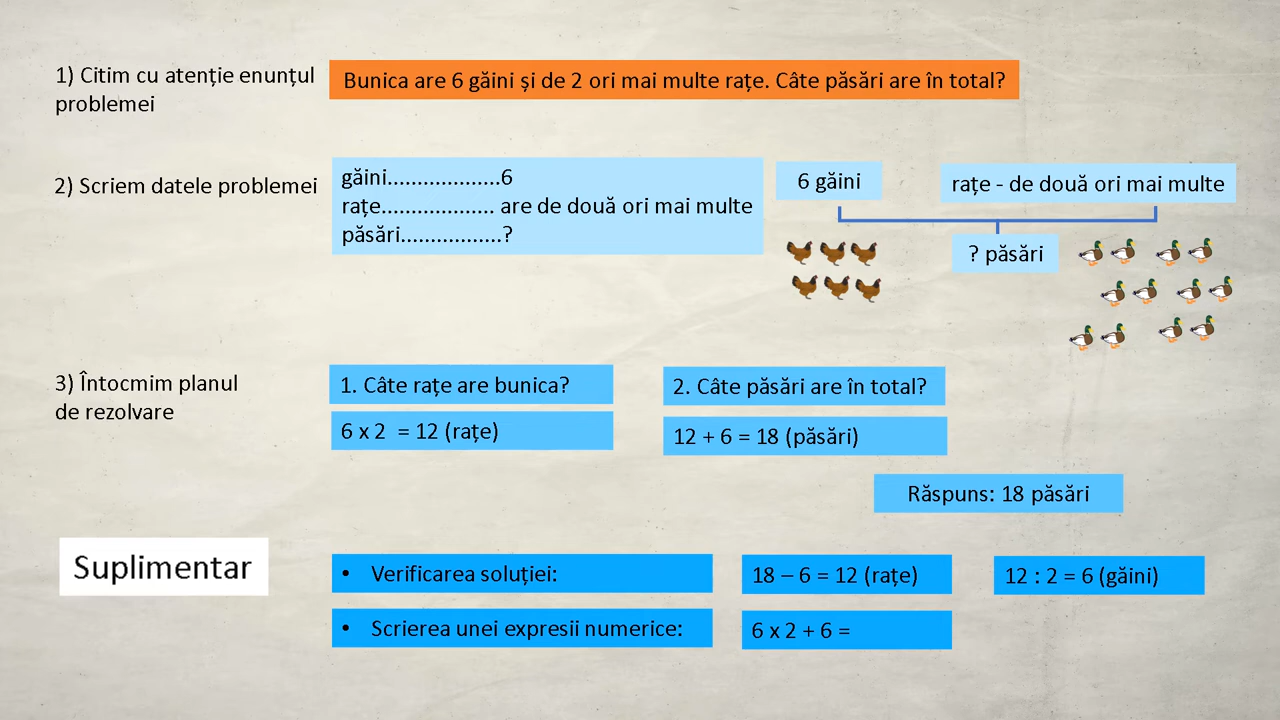 1) Citim cu atenție enunțul
problemei
Bunica are 6 găini și de 2 ori mai multe rațe. Câte păsări are în total?
2) Scriem datele problemei
găini...................6
rațe................... are de două ori mai multe
păsări.................?
6 găini
rațe - de două ori mai multe
? păsări
3) Întocmim planul
de rezolvare
1. Câte rațe are bunica?
2. Câte păsări are în total?
6 x 2 = 12 (rațe)
12 + 6 = 18 (păsări)
Răspuns: 18 păsări
Suplimentar
• Verificarea soluției:
18 – 6 = 12 (rațe)
12 : 2 = 6 (găini)
• Scrierea unei expresii numerice:
6 x 2 + 6 =